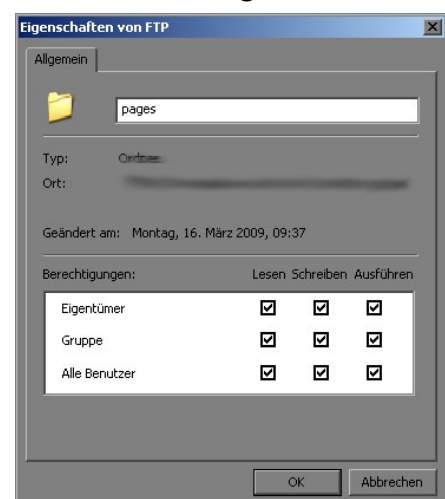 Eigenschaften von FTP
Allgemein
pages
Typ:
Ort:
Geändert am: Montag, 16. März 2009, 09:37
Berechtigungen: Lesen Schreiben Ausführen
Eigentümer
Gruppe
Alle Benutzer
OK Abbrechen